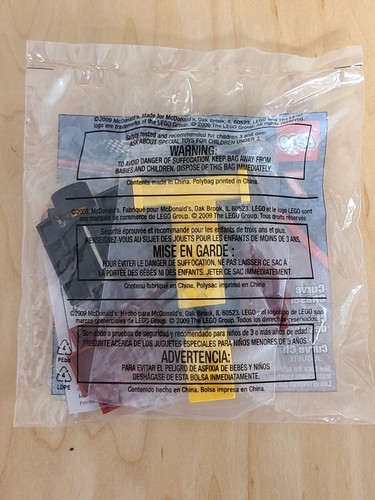 ©2009 McDonald's. Made for McDonald's, Oak Brook, IL 60523. LEGO and the LEGO
logo are trademarks of the LEGO Group. © 2009 The LEGO Group. All rights reserved.
Safety tested and recommended for children 3 and over.
ASK ABOUT SPECIAL TOYS FOR CHILDREN UNDER 3.
WARNING:
TO AVOID DANGER OF SUFFOCATION, KEEP BAG AWAY FROM
BABIES AND CHILDREN. DISPOSE OF THIS BAG IMMEDIATELY.
Contents made in China. Polybag printed in China.
©2009, McDonald's. Fabriqué pour McDonald's, Oak Brook, IL 60523. LEGO et le logo LEGO sont
marques de commerce de LEGO Group. © 2009 The LEGO Group. Tous droits réservés
Sécurité éprouvée et recommandé pour les enfants de trois ans et plus.
RENSEIGNEZ-VOUS AU SUJET DES JOUETS POUR LES ENFANTS DE MOINS DE 3 ANS.
MISE EN GARDE :
POUR ÉVITER LE DANGER DE SUFFOCATION, NE PAS LAISSER CE SAC À
LA PORTÉE DES BÉBÉS NI DES ENFANTS. JETER CE SAC IMMÉDIATEMENT.
Contenu fabriqué en Chine. Polysac imprimé en Chine
©2009 McDonald's. Hecho para McDonald's, Oak Brook, IL 60523. LEGO el logotipo de LEGO son
marcas comerciales de LEGO Group. © 2009 The LEGO Group. Todos los derechos reservados.
Sometido a pruebas de seguridad y recomendado para niños de 3 o más años de edad.
PREGUNTE ACERCA DE LOS JUGUETES ESPECIALES PARA NIÑOS MENORES DE 3 AÑOS.
ADVERTENCIA:
PARA EVITAR EL PELIGRO DE ASFIXIA DE BEBÉS Y NIÑOS
DESHÁGASE DE ESTA BOLSA INMEDIATAMENTE.
Contenido hecho en China. Bolsa impresa en China.
PEbd
LDPE